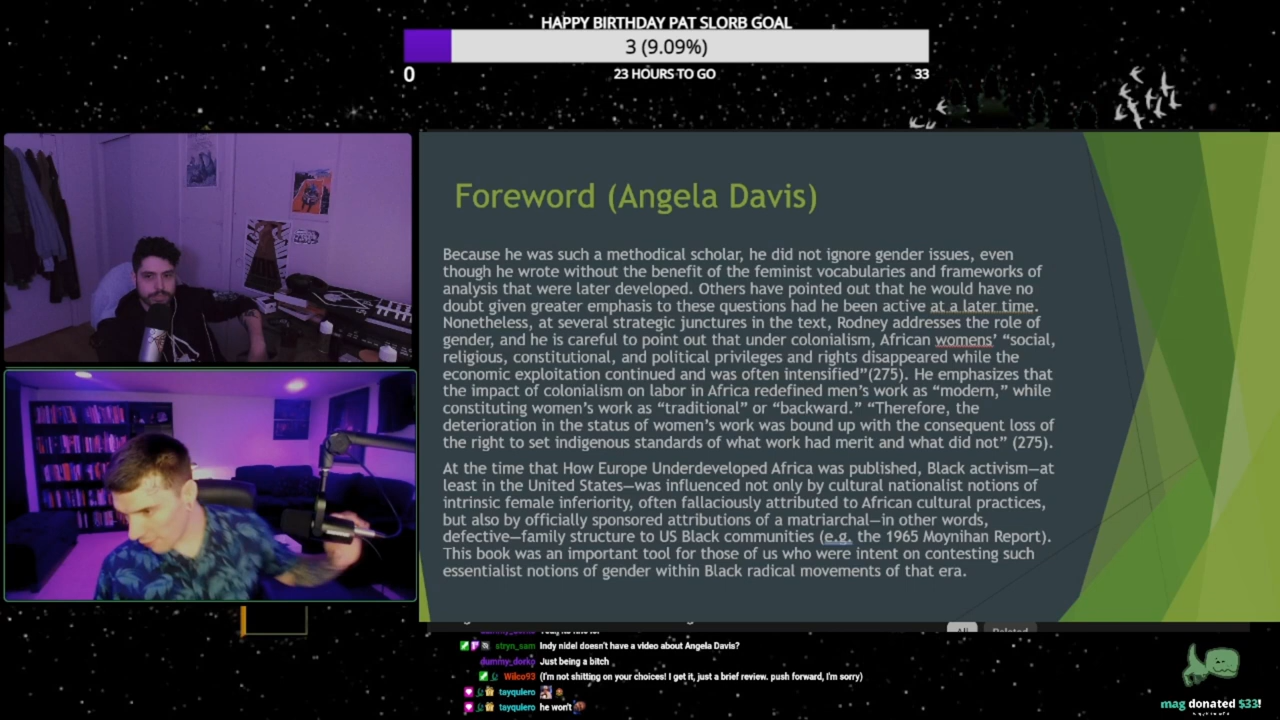 HAPPY BIRTHDAY PAT SLORB GOAL
3 (9.09%)
0
23 HOURS TO GO
33
Foreword (Angela Davis)
Because he was such a methodical scholar, he did not ignore gender issues, even
though he wrote without the benefit of the feminist vocabularies and frameworks of
analysis that were later developed. Others have pointed out that he would have no
doubt given greater emphasis to these questions had he been active at a later time.
Nonetheless, at several strategic junctures in the text, Rodney addresses the role of
gender, and he is careful to point out that under colonialism, African womens’ “social,
religious, constitutional, and political privileges and rights disappeared while the
economic exploitation continued and was often intensified”(275). He emphasizes that
the impact of colonialism on labor in Africa redefined men’s work as “modern,” while
constituting women’s work as “traditional” or “backward.” “Therefore, the
deterioration in the status of women’s work was bound up with the consequent loss of
the right to set indigenous standards of what work had merit and what did not” (275).
At the time that How Europe Underdeveloped Africa was published, Black activism—at
least in the United States—was influenced not only by cultural nationalist notions of
intrinsic female inferiority, often fallaciously attributed to African cultural practices,
but also by officially sponsored attributions of a matriarchal—in other words,
defective—family structure to US Black communities (e.g. the 1965 Moynihan Report).
This book was an important tool for those of us who were intent on contesting such
essentialist notions of gender within Black radical movements of that era.
All Related
stryn_sam Indy nidel doesn't have a video about Angela Davis?
dummy_dorkp Just being a bitch
Wilco93 (I'm not shitting on your choices! I get it, just a brief review. push forward, I'm sorry)
tayquiero
tayquiero he won't
mag donated $33!